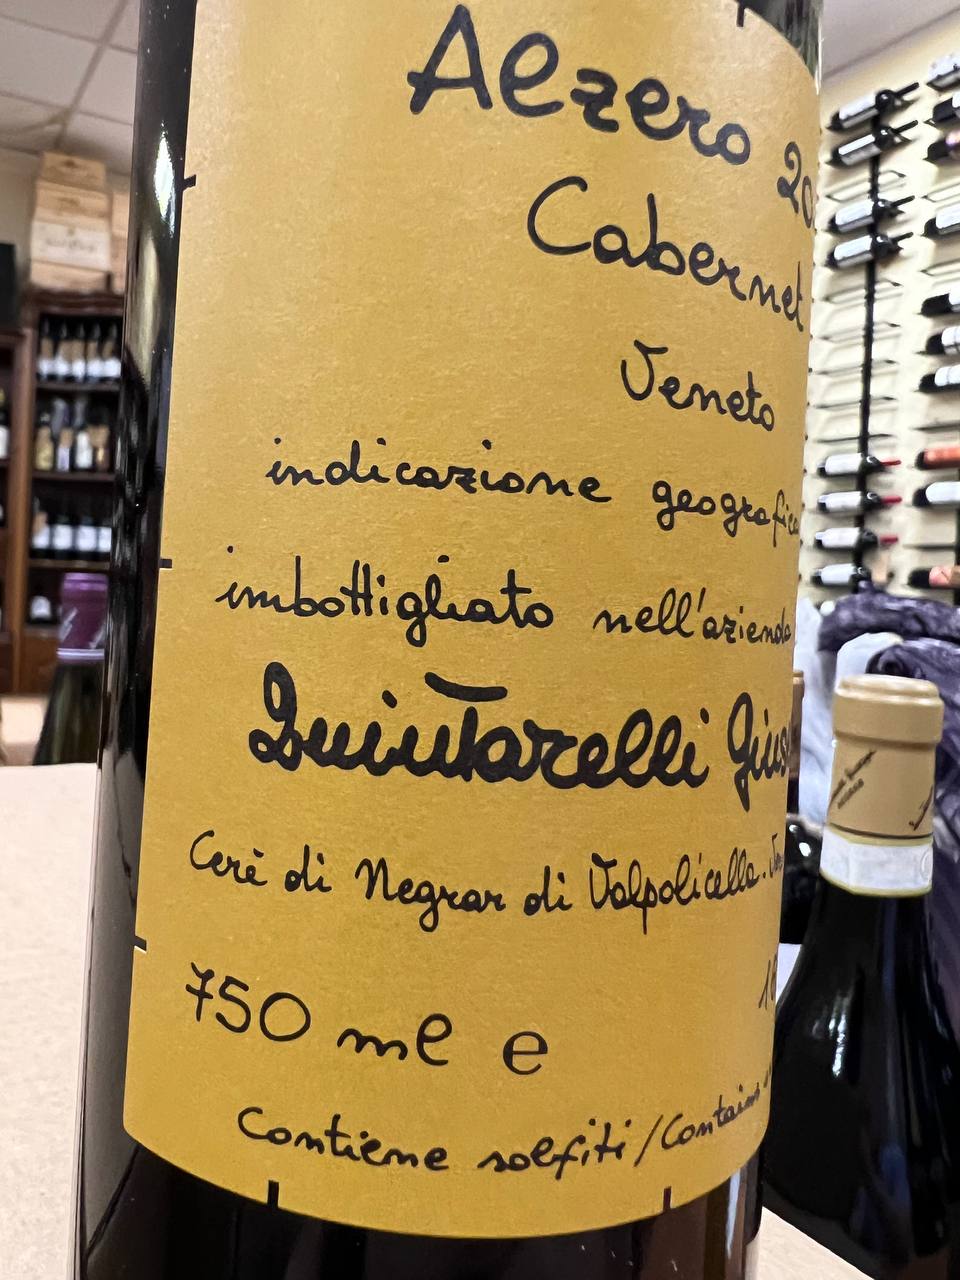 Alzero 20
Cabernet
Veneto
indicazione geografica
imbottigliato nell'azienda
Quintarelli Gius
Cerè di Negrar di Valpolicella
750 ml e
Contiene solfiti/Contains